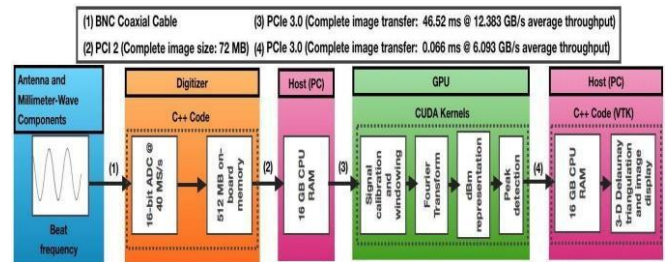 (1) BNC Coaxial Cable
(3) PCIe 3.0 (Complete image transfer: 46.52 ms @ 12.383 GB/s average throughput)
(2) PCI 2 (Complete image size: 72 MB)
(4) PCIe 3.0 (Complete image transfer: 0.066 ms @ 6.093 GB/s average throughput)
Antenna and
Millimeter-Wave
Components
Beat
frequency
(1)
Digitizer
C++ Code
16-bit ADC @
40 MS/s
512 MB on-
board
memory
(2)
Host (PC)
16 GB CPU
RAM
(3)
GPU
CUDA Kernels
Signal
calibration
and
windowing
Fourier
Transform
dBm
representation
Peak
detection
(4)
Host (PC)
C++ Code (VTK)
16 GB CPU
RAM
3-D Delaunay
triangulation
and image
display